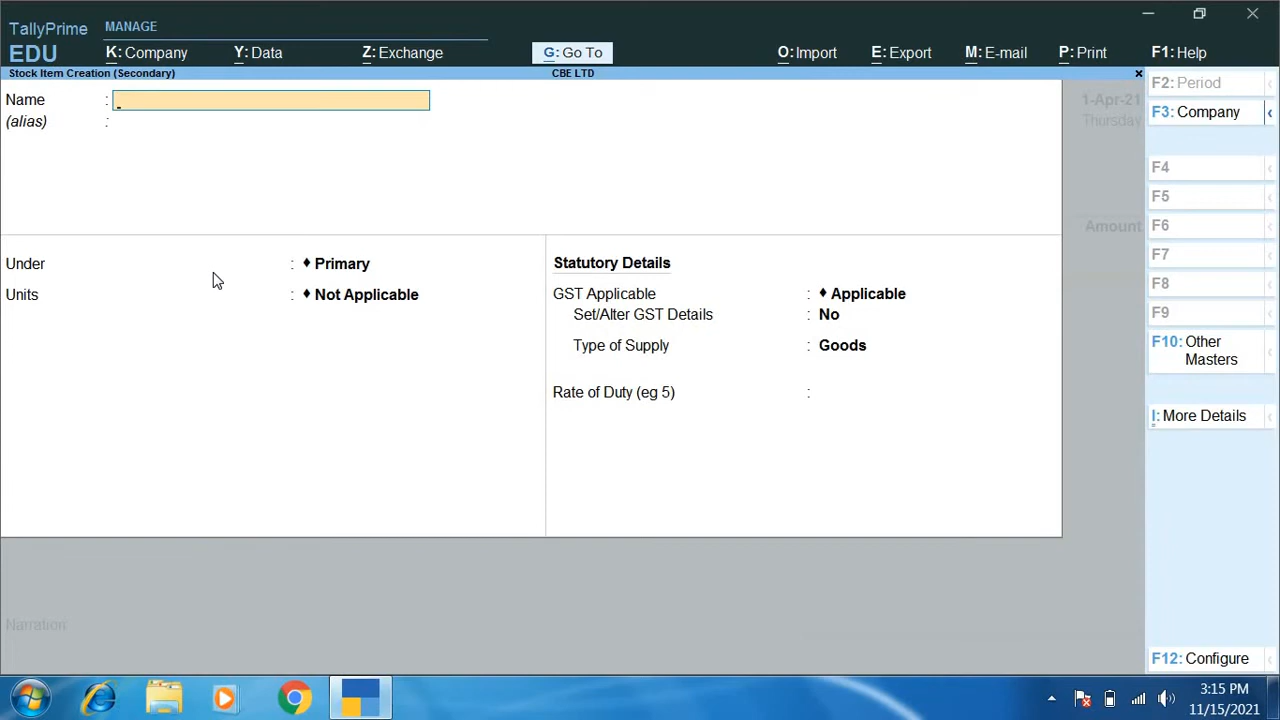 TallyPrime MANAGE
EDU K: Company Y: Data Z: Exchange G: Go To O: Import E: Export M: E-mail P: Print F1: Help
Stock Item Creation (Secondary) CBE LTD
Name :
(alias) :
Under : ♦ Primary
Units : ♦ Not Applicable
Statutory Details
GST Applicable : ♦ Applicable
Set/Alter GST Details : No
Type of Supply : Goods
Rate of Duty (eg 5) :
1-Apr-21
Thursday
Amount
Narration
F2: Period
F3: Company
F4
F5
F6
F7
F8
F9
F10: Other
Masters
I: More Details
F12: Configure
3:15 PM
11/15/2021